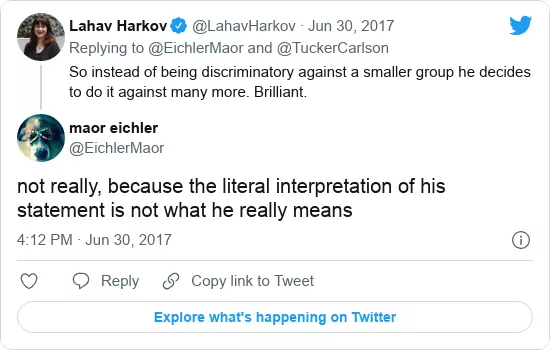 Lahav Harkov @LahavHarkov · Jun 30, 2017
Replying to @EichlerMaor and @TuckerCarlson
So instead of being discriminatory against a smaller group he decides
to do it against many more. Brilliant.
maor eichler
@EichlerMaor
not really, because the literal interpretation of his
statement is not what he really means
4:12 PM · Jun 30, 2017
Reply Copy link to Tweet
Explore what's happening on Twitter